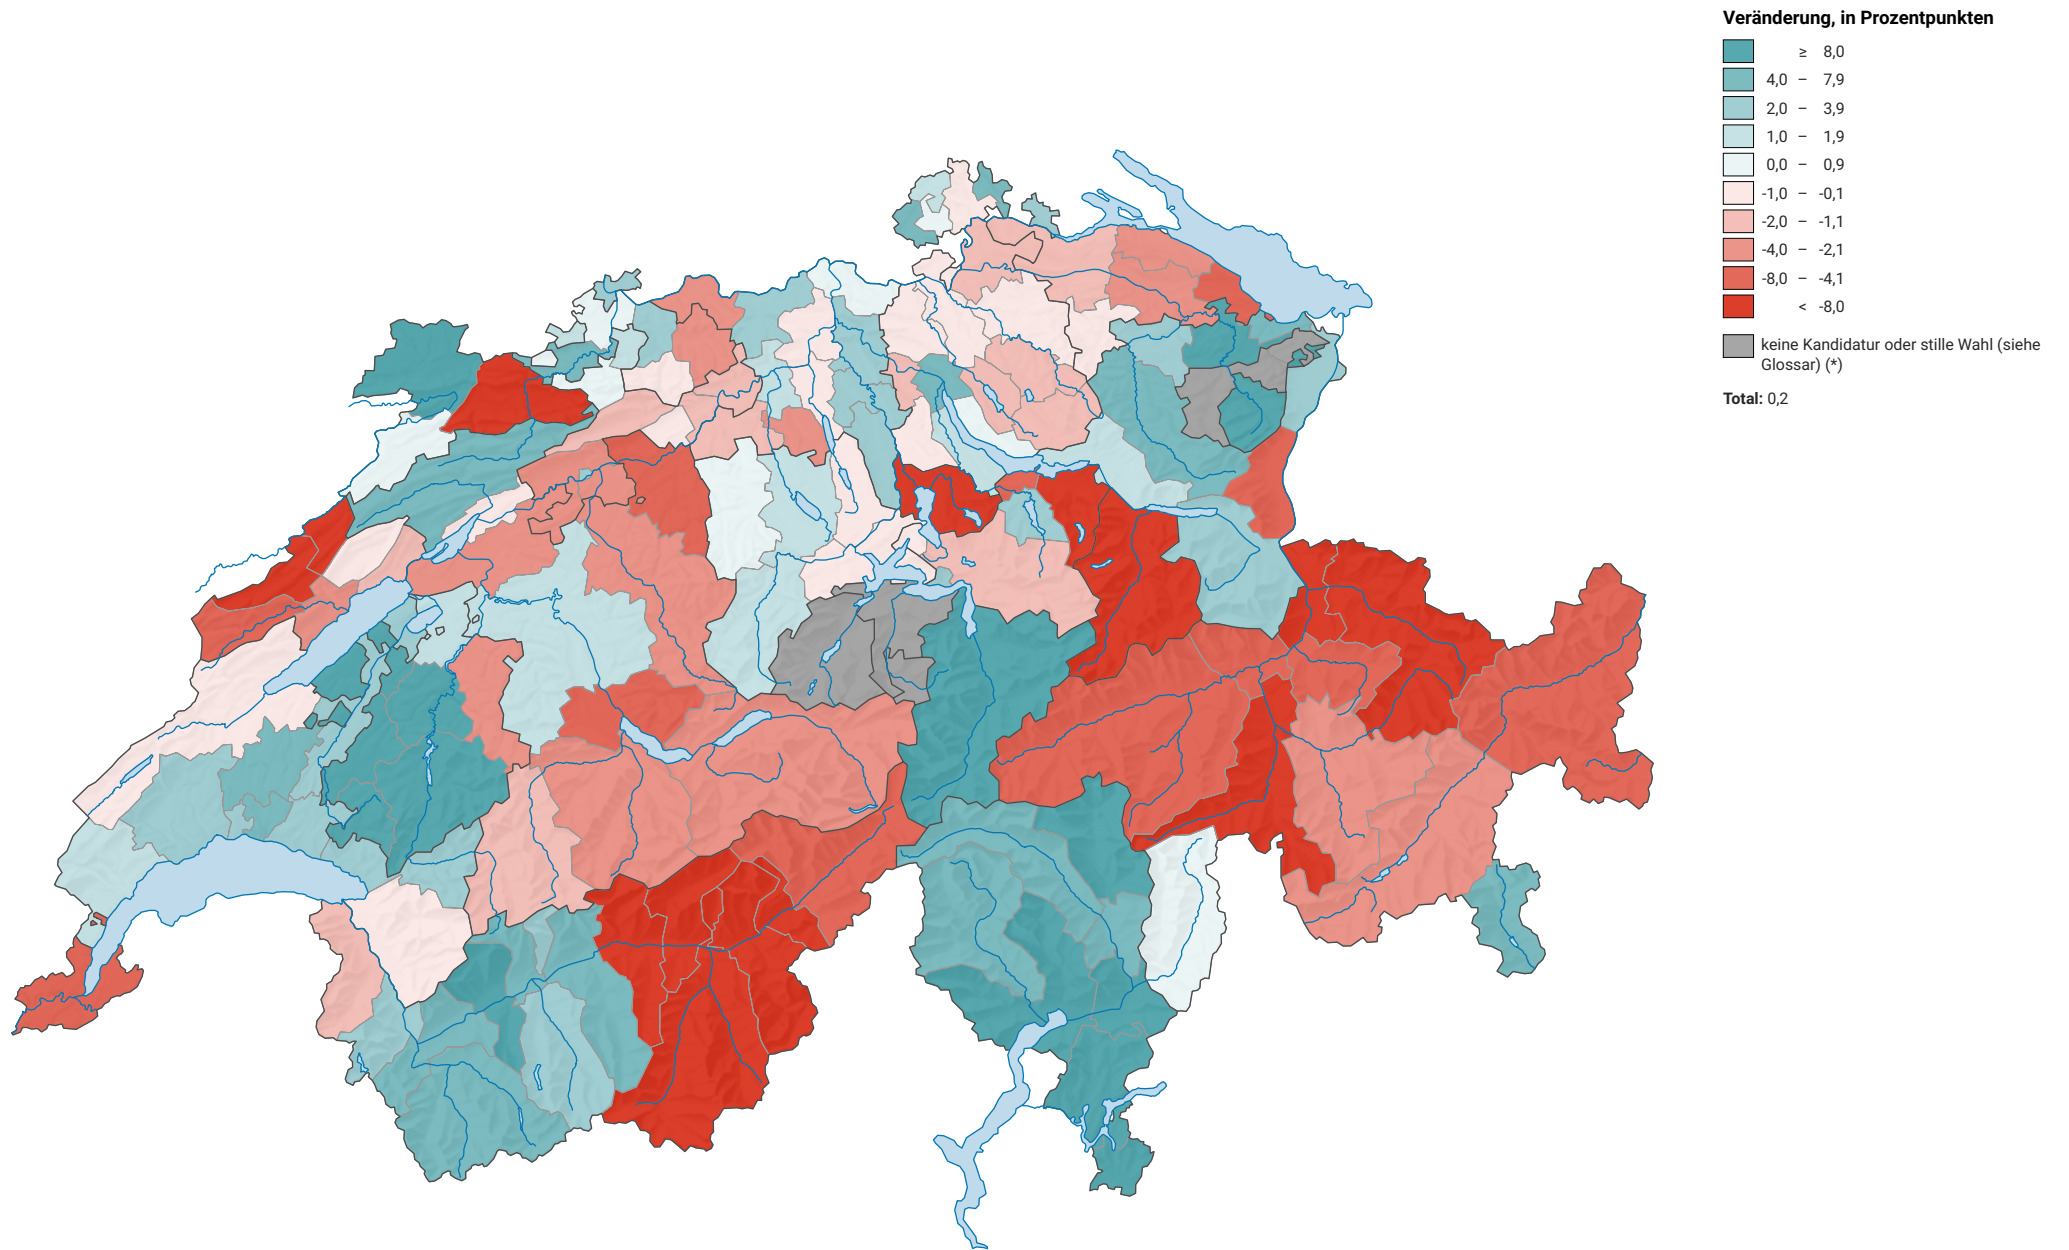 Veränderung, in Prozentpunkten
≥ 8,0
4,0 – 7,9
2,0 – 3,9
1,0 – 1,9
0,0 – 0,9
-1,0 – -0,1
-2,0 – -1,1
-4,0 – -2,1
-8,0 – -4,1
< -8,0
keine Kandidatur oder stille Wahl (siehe
Glossar) (*)
Total: 0,2